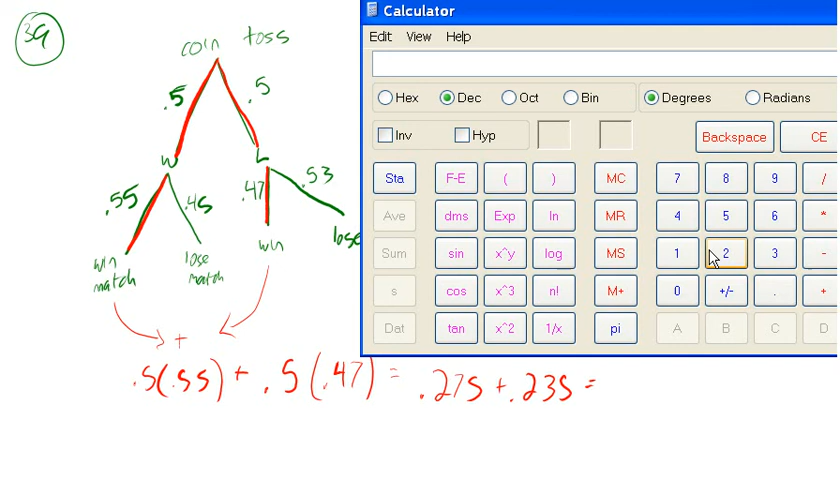 39
coin toss
.5
.5
W
L
.55
.45
.47
.53
win match
lose match
win
lose
+
.5(.55) + .5(.47) = .275 + .235 =
Calculator
Edit View Help
Hex Dec Oct Bin Degrees Radians
Inv Hyp Backspace CE
Sta F-E ( ) MC 7 8 9 /
Ave dms Exp ln MR 4 5 6 *
Sum sin x^y log MS 1 2 3 -
s cos x^3 n! M+ 0 +/- . +
Dat tan x^2 1/x pi A B C D